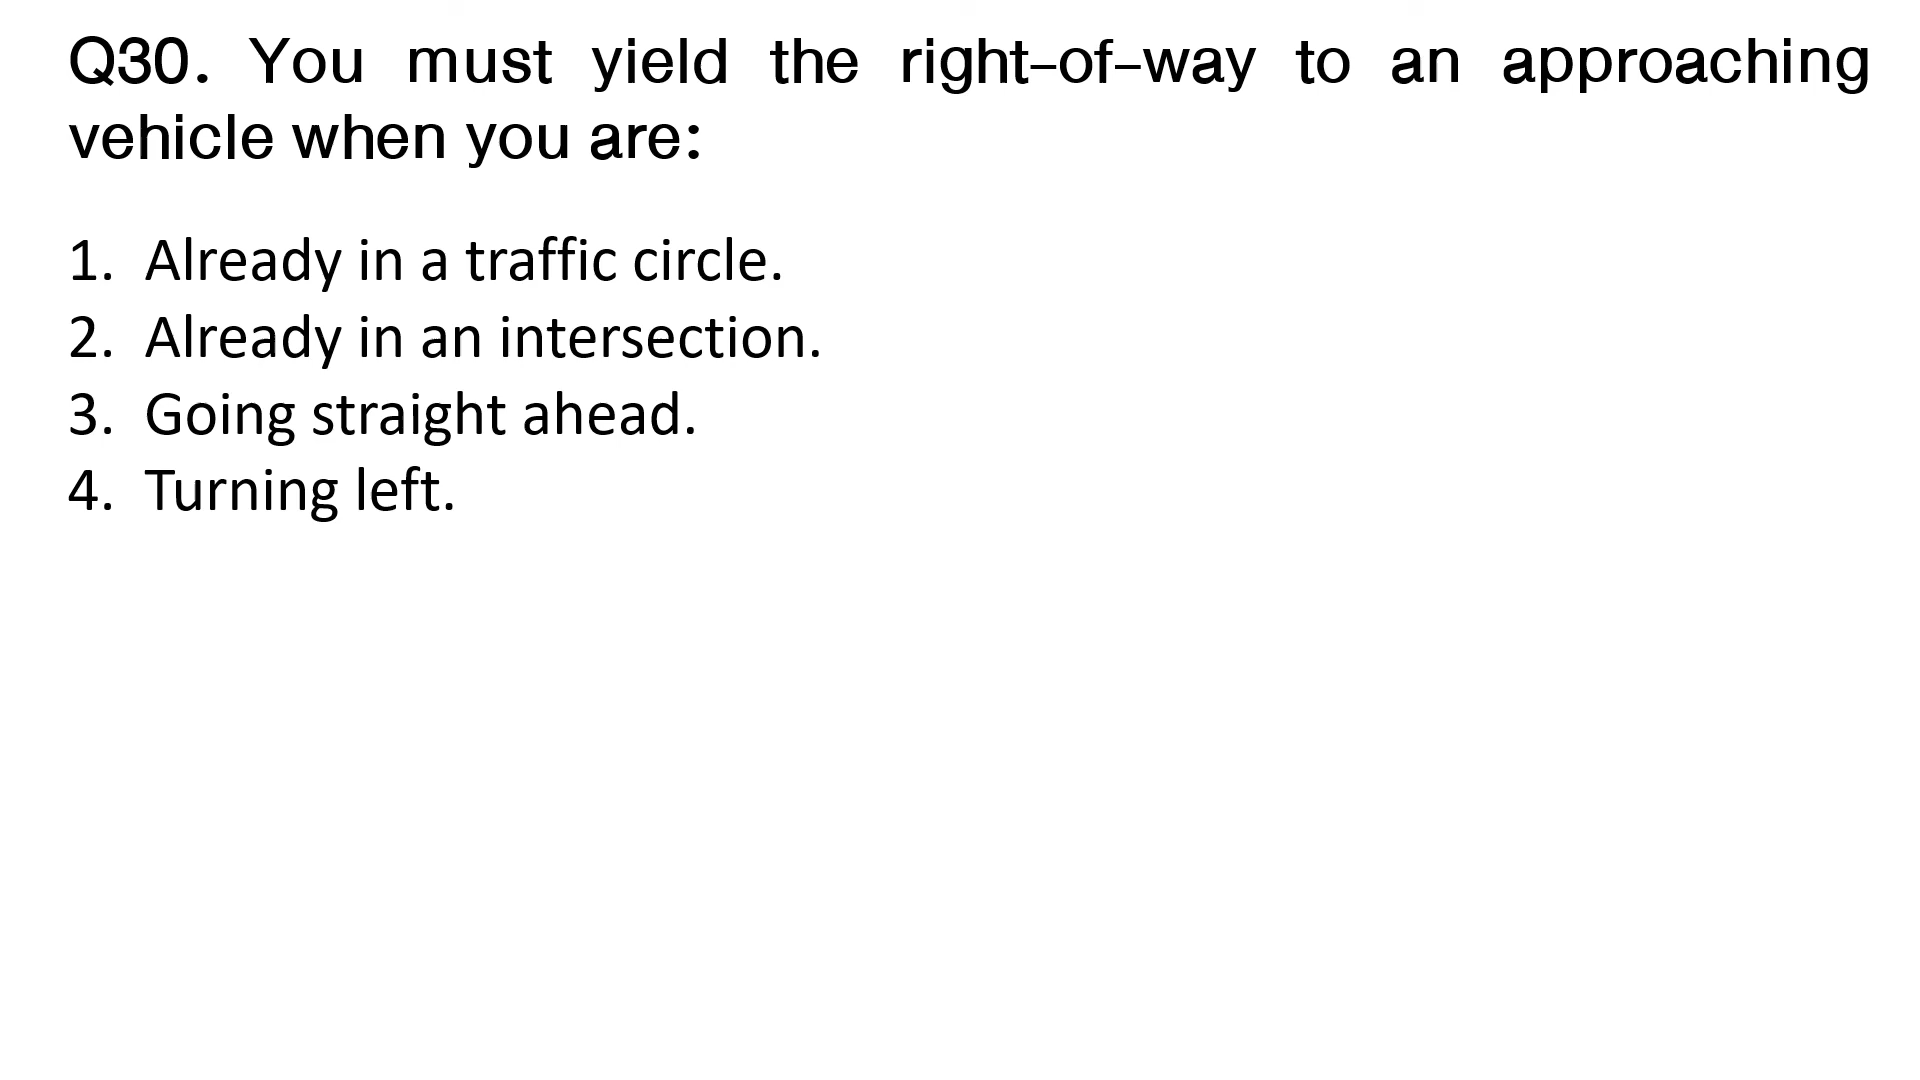 Q30. You must yield the right-of-way to an approaching
vehicle when you are:
1. Already in a traffic circle.
2. Already in an intersection.
3. Going straight ahead.
4. Turning left.